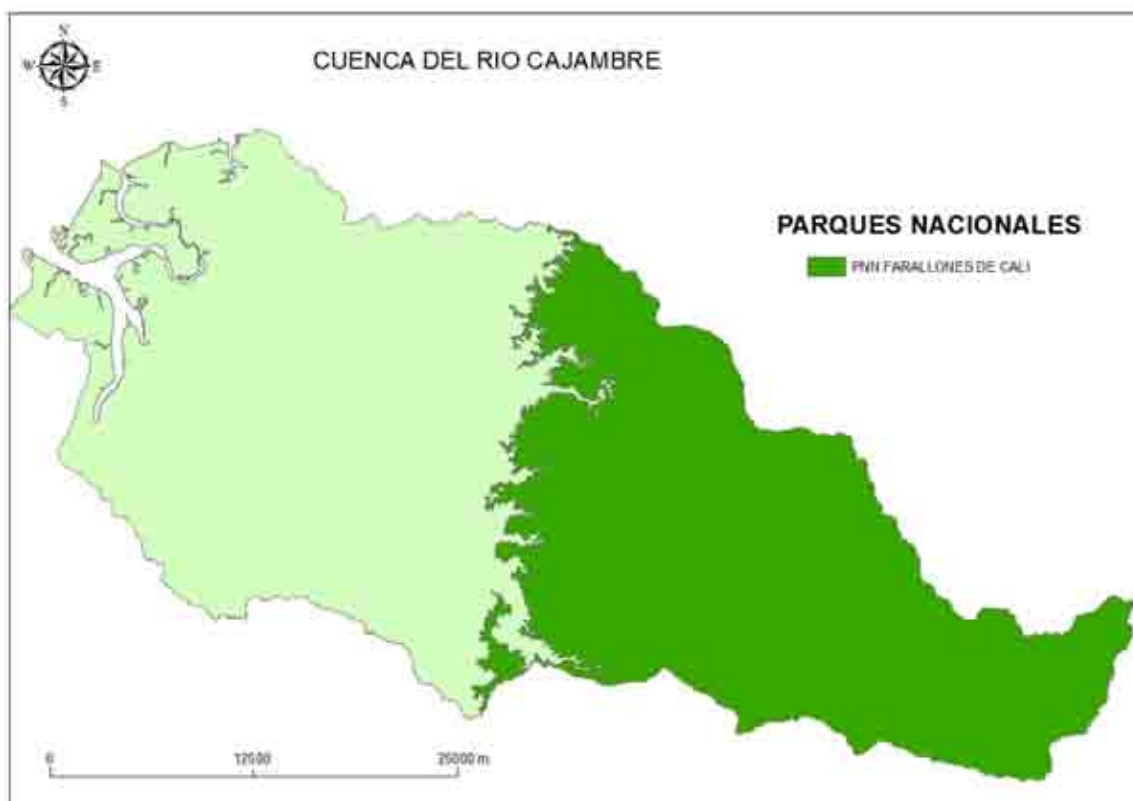 N
W E
S
CUENCA DEL RIO CAJAMBRE
PARQUES NACIONALES
PNN FARALLONES DE CALI
0 12500 25000 m